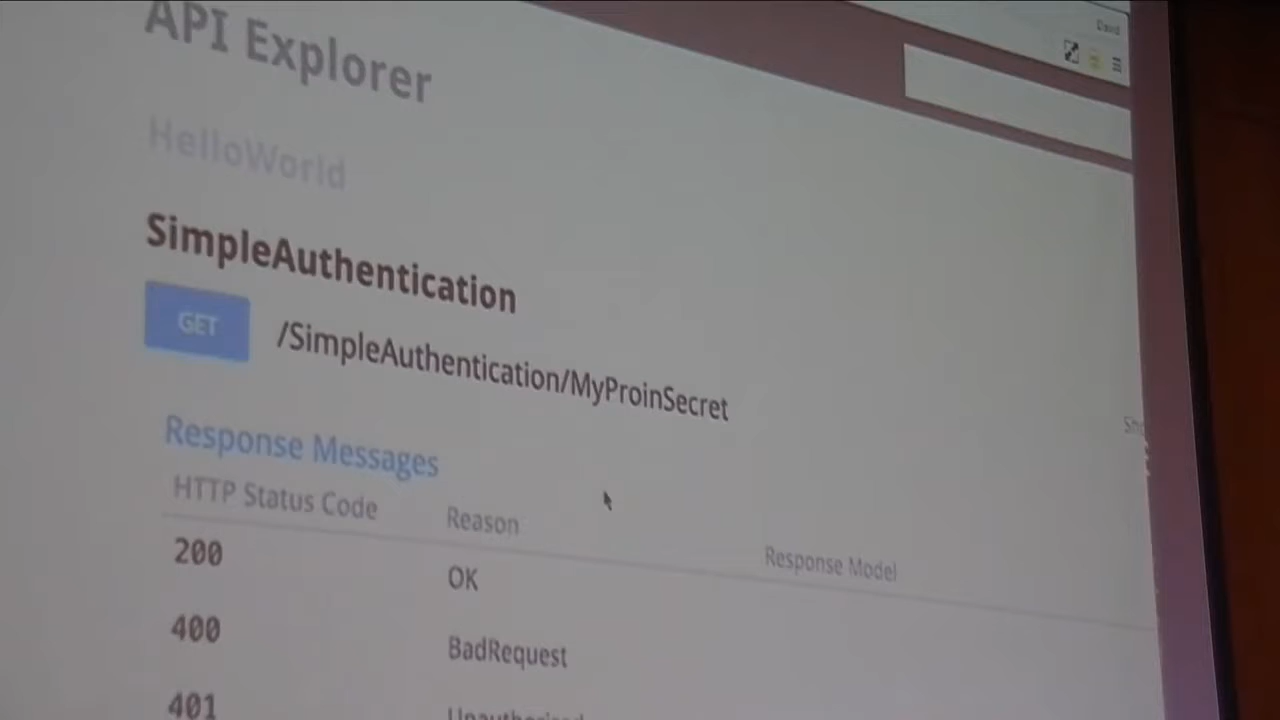 David
API Explorer
HelloWorld
SimpleAuthentication
GET /SimpleAuthentication/MyProinSecret
Response Messages
HTTP Status Code Reason Response Model
200 OK
400 BadRequest
401